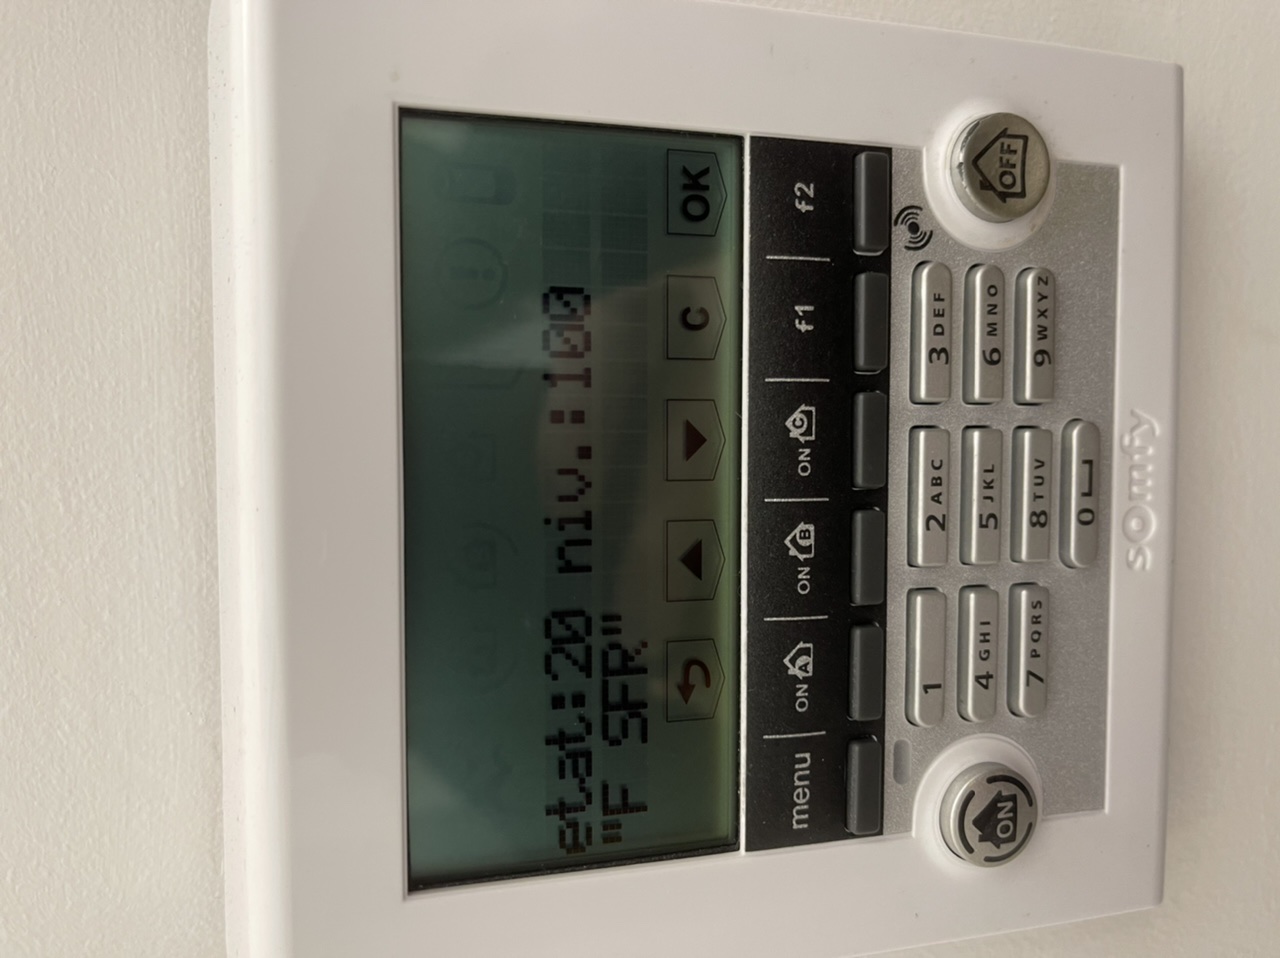 etat:20 niv.:100
"F SFR"
OK
C
menu
ON A
ON B
ON C
f1
f2
ON
OFF
1
2 ABC
3 DEF
4 GHI
5 JKL
6 MNO
7 PQRS
8 TUV
9 WXYZ
0
somfy